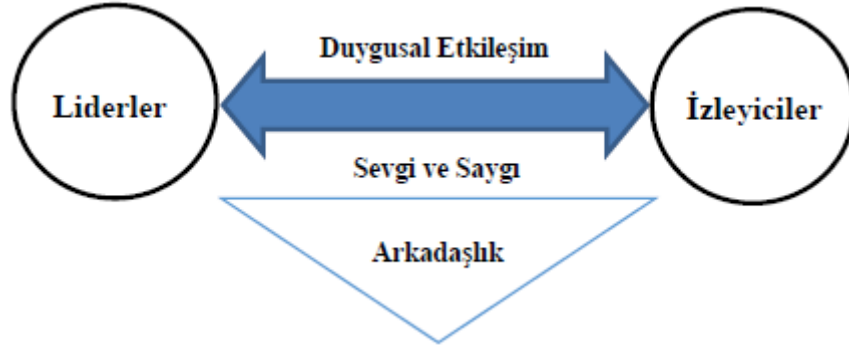 Duygusal Etkileşim
Liderler
İzleyiciler
Sevgi ve Saygı
Arkadaşlık